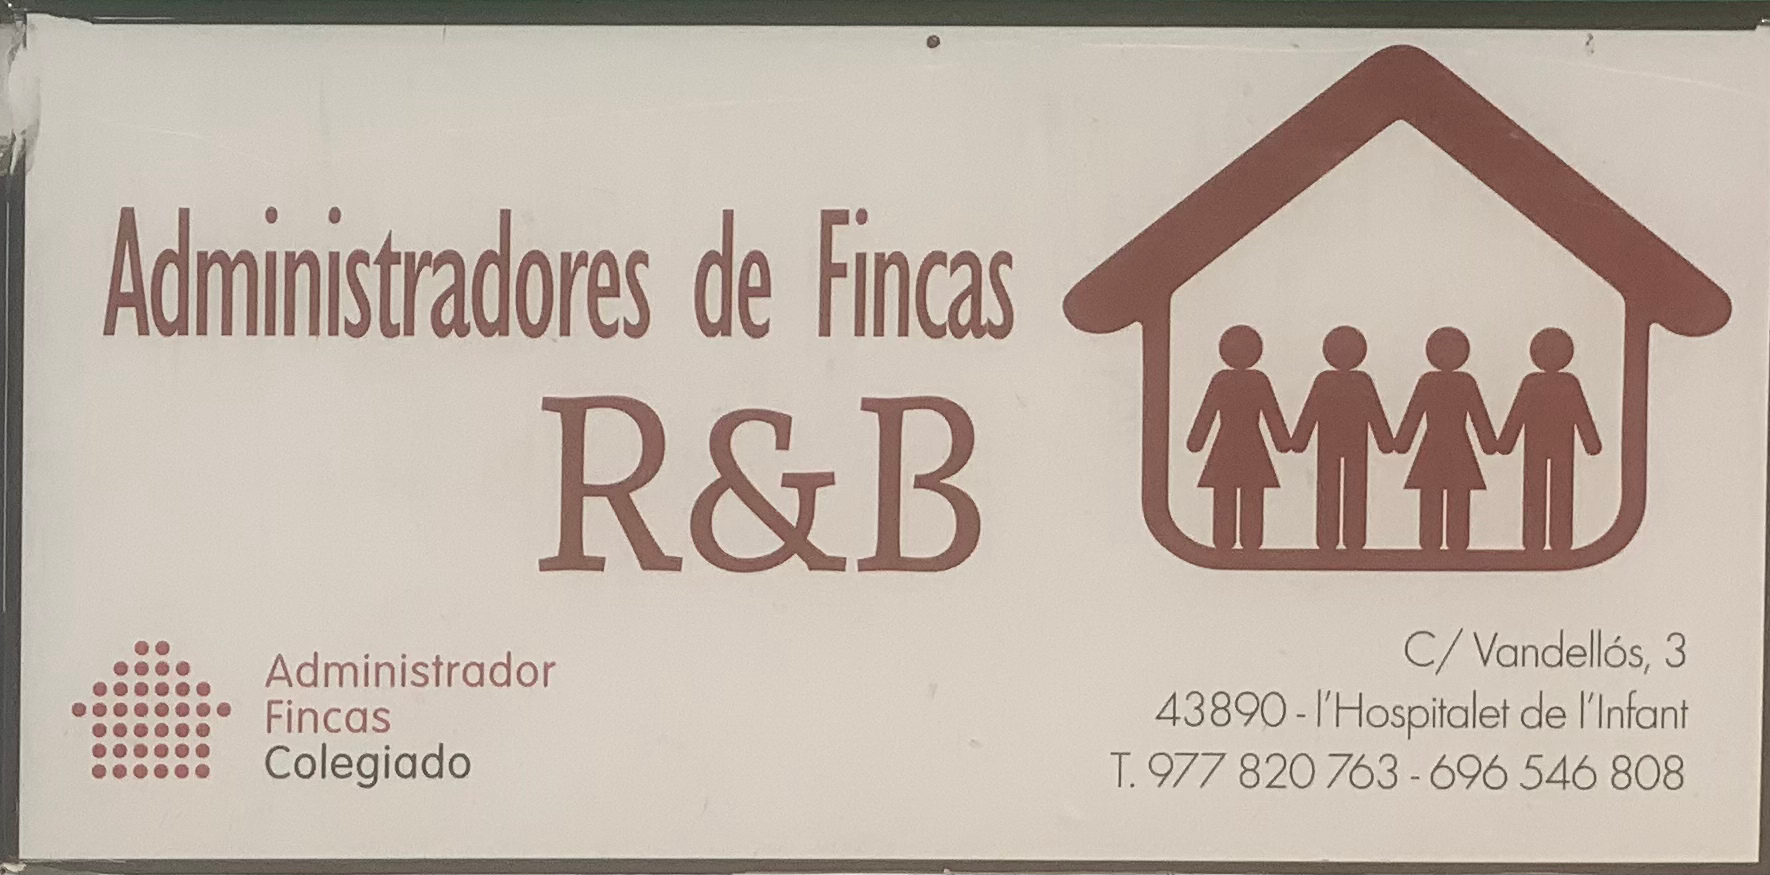 Administradores de Fincas
R&B
Administrador
Fincas
Colegiado
C/ Vandellós, 3
43890 - l'Hospitalet de l'Infant
T. 977 820 763 - 696 546 808